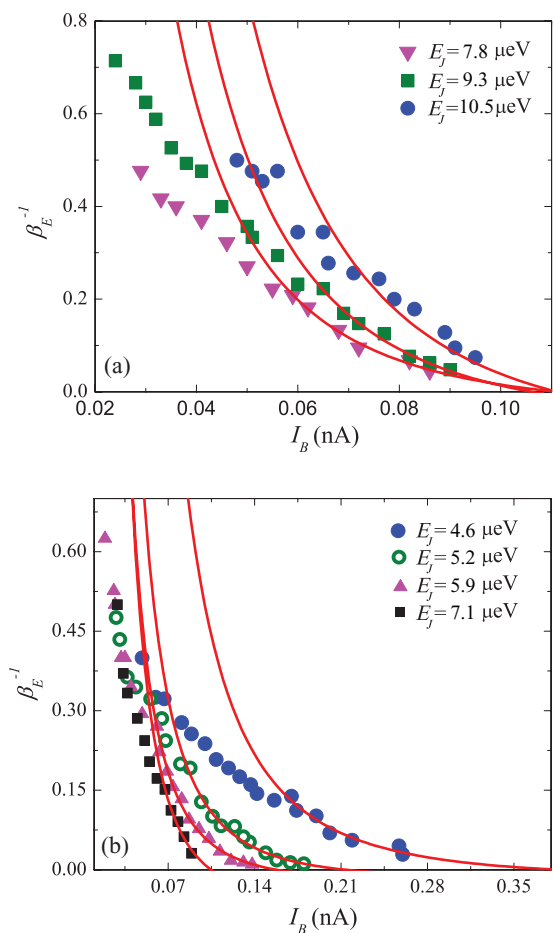 0.8
0.6
0.4
0.2
0.0
β_E⁻¹
E_J=7.8 μeV
E_J=9.3 μeV
E_J=10.5μeV
(a)
0.02 0.04 0.06 0.08 0.10
I_B (nA)
0.60
0.45
0.30
0.15
0.00
β_E⁻¹
E_J=4.6 μeV
E_J=5.2 μeV
E_J=5.9 μeV
E_J=7.1 μeV
(b)
0.07 0.14 0.21 0.28 0.35
I_B (nA)